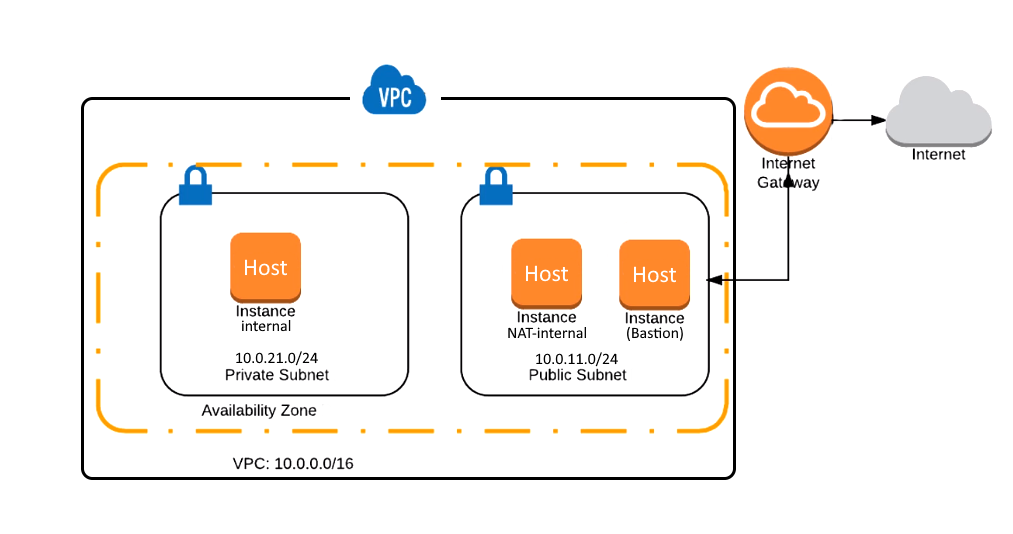 VPC
Internet
Gateway
Internet
Host
Instance
internal
10.0.21.0/24
Private Subnet
Host
Instance
NAT-internal
Host
Instance
(Bastion)
10.0.11.0/24
Public Subnet
Availability Zone
VPC: 10.0.0.0/16